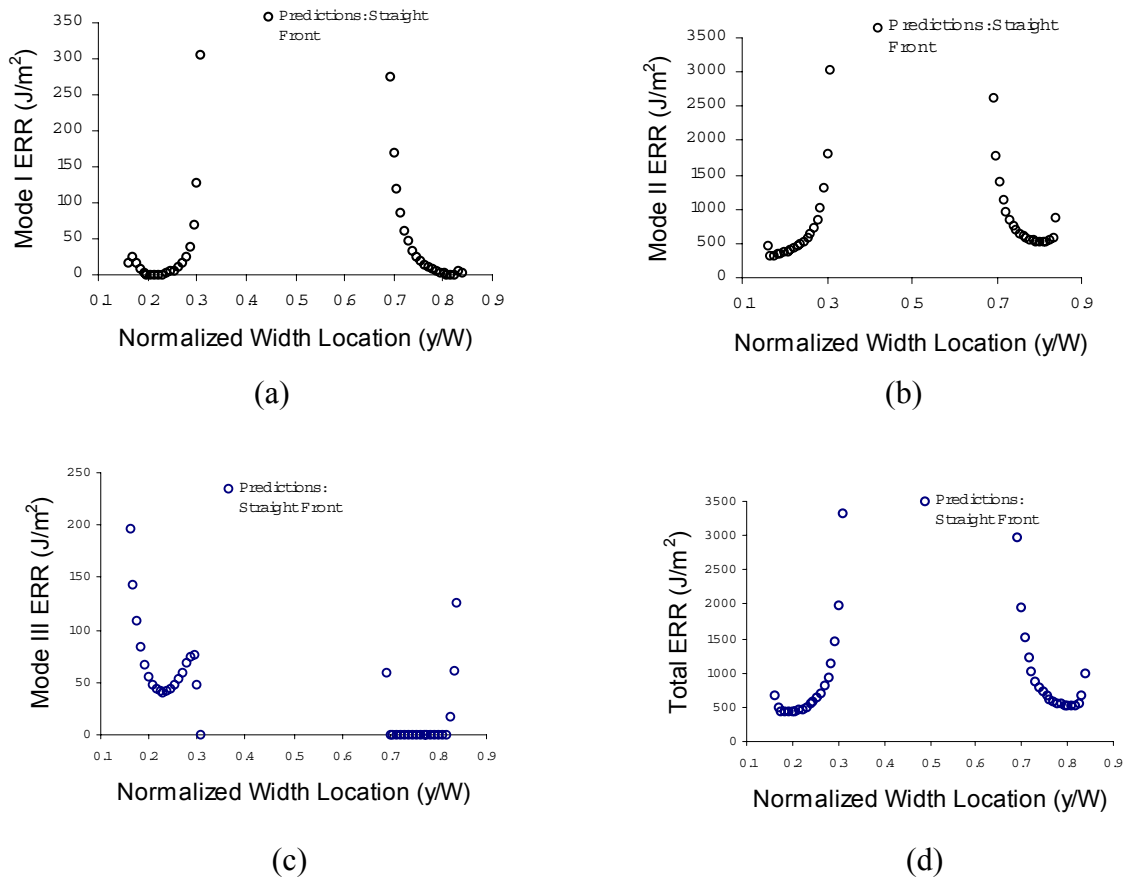 Predictions:Straight
Front
350
300
250
200
150
100
50
0
0.1 0.2 0.3 0.4 0.5 0.6 0.7 0.8 0.9
Mode I ERR (J/m²)
Normalized Width Location (y/W)
(a)
Predictions:Straight
Front
3500
3000
2500
2000
1500
1000
500
0
0.1 0.3 0.5 0.7 0.9
Mode II ERR (J/m²)
Normalized Width Location (y/W)
(b)
Predictions:
Straight Front
250
200
150
100
50
0
0.1 0.2 0.3 0.4 0.5 0.6 0.7 0.8 0.9
Mode III ERR (J/m²)
Normalized Width Location (y/W)
(c)
Predictions:
Straight Front
3500
3000
2500
2000
1500
1000
500
0
0.1 0.2 0.3 0.4 0.5 0.6 0.7 0.8 0.9
Total ERR (J/m²)
Normalized Width Location (y/W)
(d)